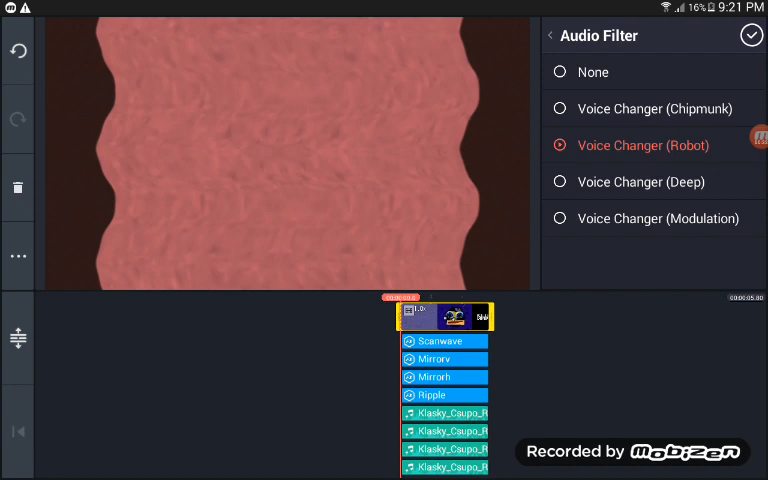 16% 9:21 PM
Audio Filter
None
Voice Changer (Chipmunk)
Voice Changer (Robot)
Voice Changer (Deep)
Voice Changer (Modulation)
00:00:05.80
1.0x
Scanwave
Mirrorv
Mirrorh
Ripple
Klasky_Csupo_R
Klasky_Csupo_R
Klasky_Csupo_R
Klasky_Csupo_R
Recorded by mobizen